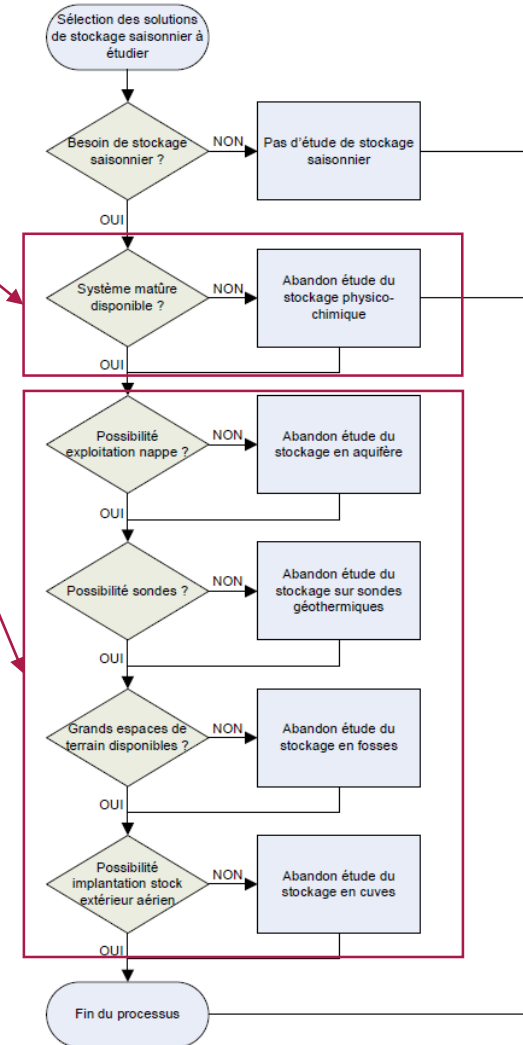 Sélection des solutions
de stockage saisonnier à
étudier
Besoin de stockage
saisonnier ?
NON
Pas d'étude de stockage
saisonnier
OUI
Système matûre
disponible ?
NON
Abandon étude du
stockage physico-
chimique
OUI
Possibilité
exploitation nappe ?
NON
Abandon étude du
stockage en aquifère
OUI
Possibilité sondes ?
NON
Abandon étude du
stockage sur sondes
géothermiques
OUI
Grands espaces de
terrain disponibles ?
NON
Abandon étude du
stockage en fosses
OUI
Possibilité
implantation stock
extérieur aérien
NON
Abandon étude du
stockage en cuves
OUI
Fin du processus